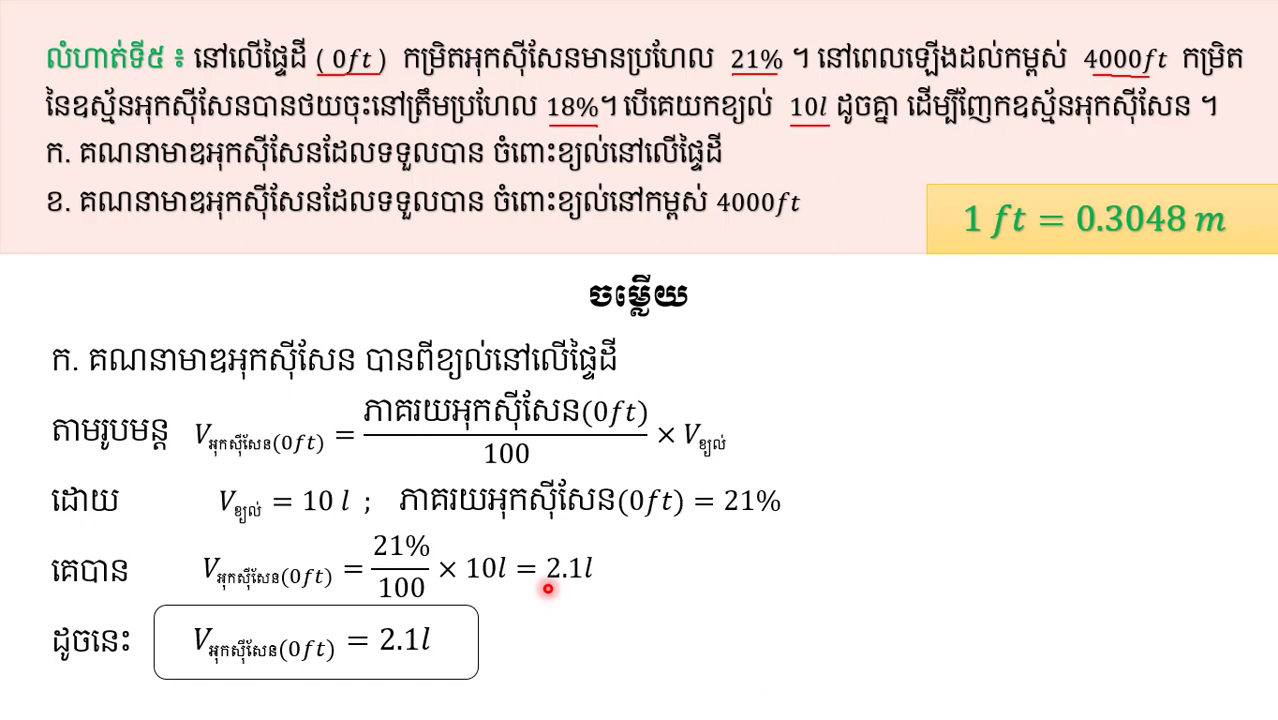 លំហាត់ទី៥ ៖ នៅលើផ្ទៃដី ( 0ft ) កម្រិតអុកស៊ីសែនមានប្រហែល 21% ។ នៅពេលឡើងដល់កម្ពស់ 4000ft កម្រិត
នៃឧស្ម័នអុកស៊ីសែនបានថយចុះនៅត្រឹមប្រហែល 18%។ បើគេយកខ្យល់ 10l ដូចគ្នា ដើម្បីញែកឧស្ម័នអុកស៊ីសែន ។
ក. គណនាមាឌអុកស៊ីសែនដែលទទួលបាន ចំពោះខ្យល់នៅលើផ្ទៃដី
ខ. គណនាមាឌអុកស៊ីសែនដែលទទួលបាន ចំពោះខ្យល់នៅកម្ពស់ 4000ft
1 ft = 0.3048 m
ចម្លើយ
ក. គណនាមាឌអុកស៊ីសែន បានពីខ្យល់នៅលើផ្ទៃដី
តាមរូបមន្ត V អុកស៊ីសែន(0ft) = ភាគរយអុកស៊ីសែន(0ft) / 100 × V ខ្យល់
ដោយ V ខ្យល់ = 10 l ; ភាគរយអុកស៊ីសែន(0ft) = 21%
គេបាន V អុកស៊ីសែន(0ft) = 21% / 100 × 10l = 2.1l
ដូចនេះ V អុកស៊ីសែន(0ft) = 2.1l